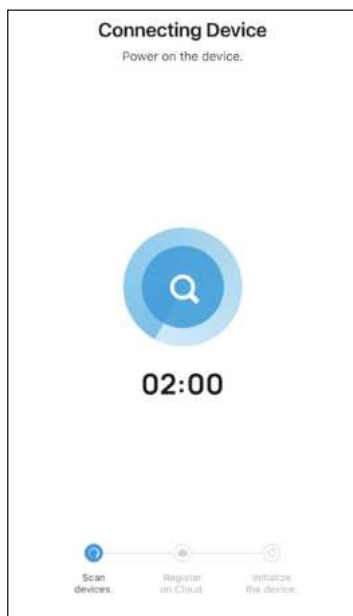 Connecting Device
Power on the device.
02:00
Scan
devices.
Register
on Cloud.
Initialize
the device.